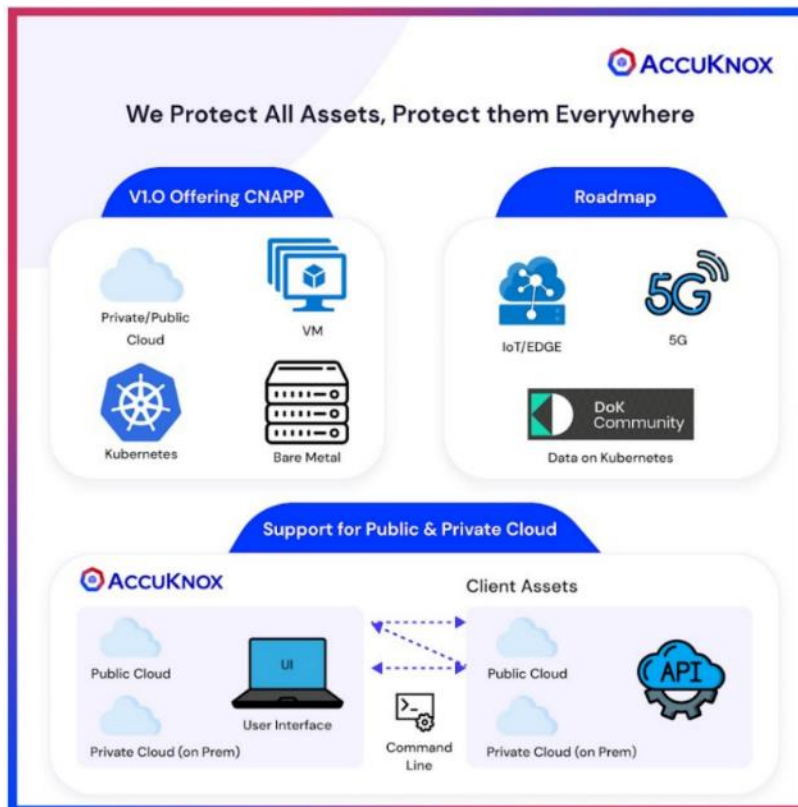 ACCUKNOX
We Protect All Assets, Protect them Everywhere
V1.0 Offering CNAPP
Roadmap
Private/Public
Cloud
VM
Kubernetes
Bare Metal
5G
IoT/EDGE
5G
DoK
Community
Data on Kubernetes
Support for Public & Private Cloud
ACCUKNOX
Client Assets
Public Cloud
UI
User Interface
Private Cloud (on Prem)
Command
Line
Public Cloud
API
Private Cloud (on Prem)